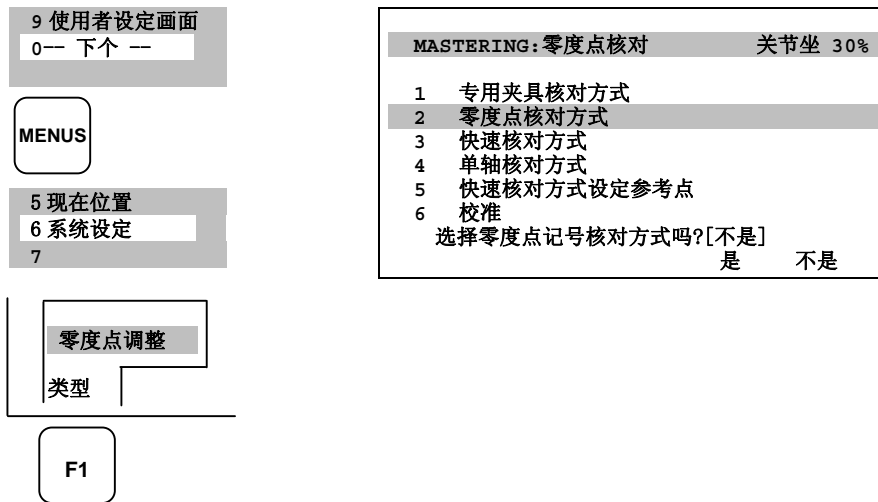 9 使用者设定画面
0-- 下个 --
MENUS
5 现在位置
6 系统设定
7
零度点调整
类型
F1
MASTERING:零度点核对 关节坐 30%
1 专用夹具核对方式
2 零度点核对方式
3 快速核对方式
4 单轴核对方式
5 快速核对方式设定参考点
6 校准
选择零度点记号核对方式吗?[不是]
是 不是